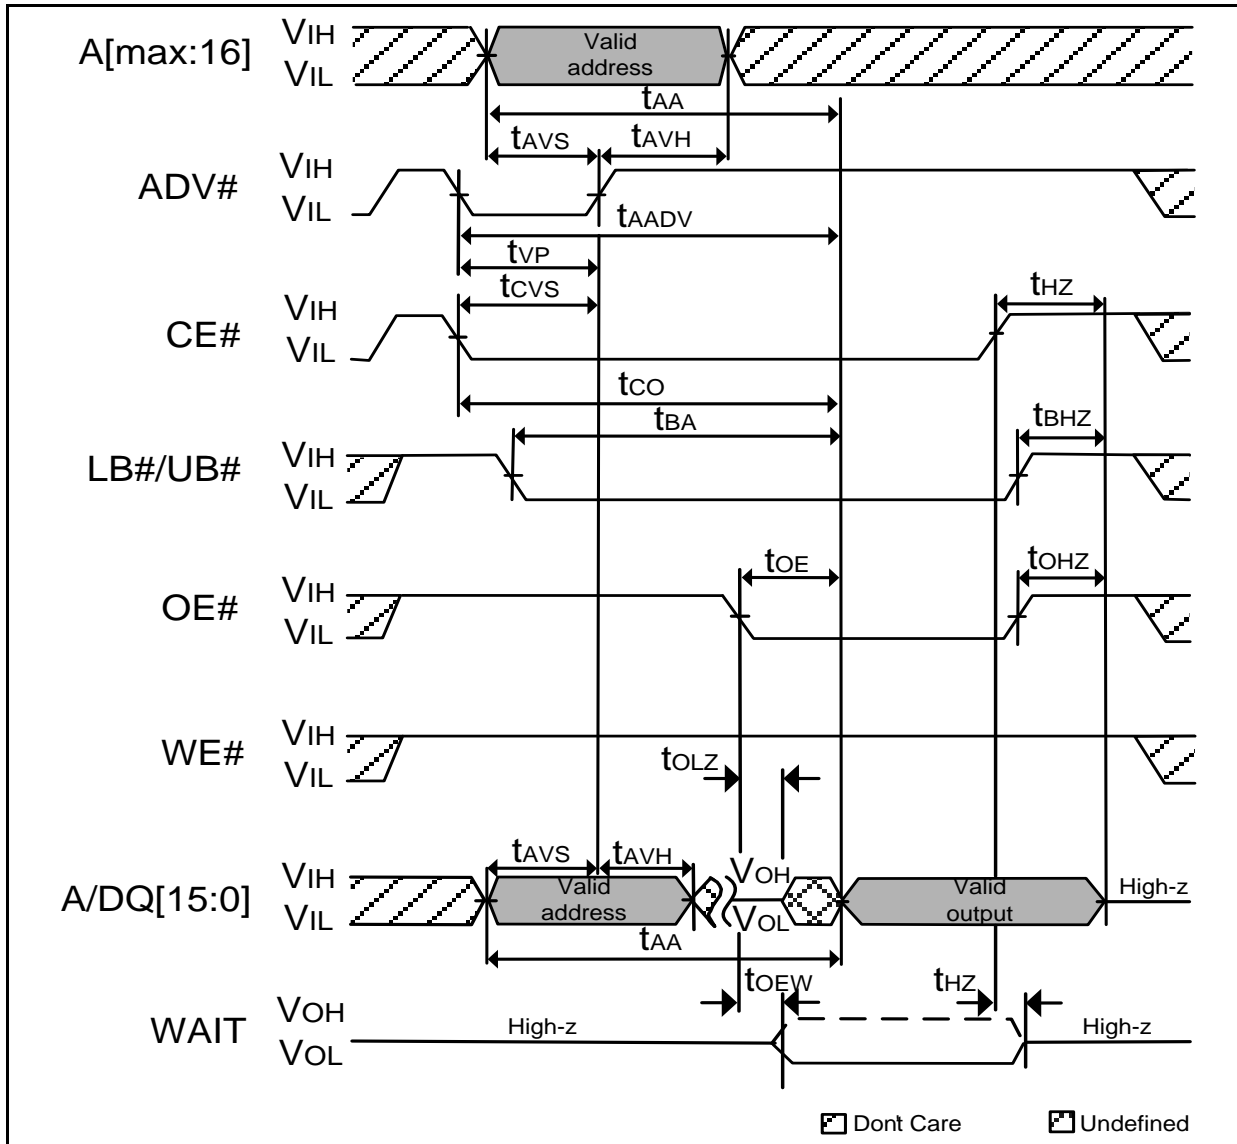 A[max:16]
VIH
VIL
Valid
address
tAA
tAVS
tAVH
ADV#
VIH
VIL
tAADV
tVP
tCVS
CE#
VIH
VIL
tHZ
tCO
tBA
LB#/UB#
VIH
VIL
tBHZ
OE#
VIH
VIL
tOE
tOHZ
WE#
VIH
VIL
tOLZ
A/DQ[15:0]
VIH
VIL
tAVS
tAVH
Valid
address
VOH
VOL
Valid
output
High-z
tAA
tOEW
tHZ
WAIT
VOH
VOL
High-z
High-z
Dont Care
Undefined